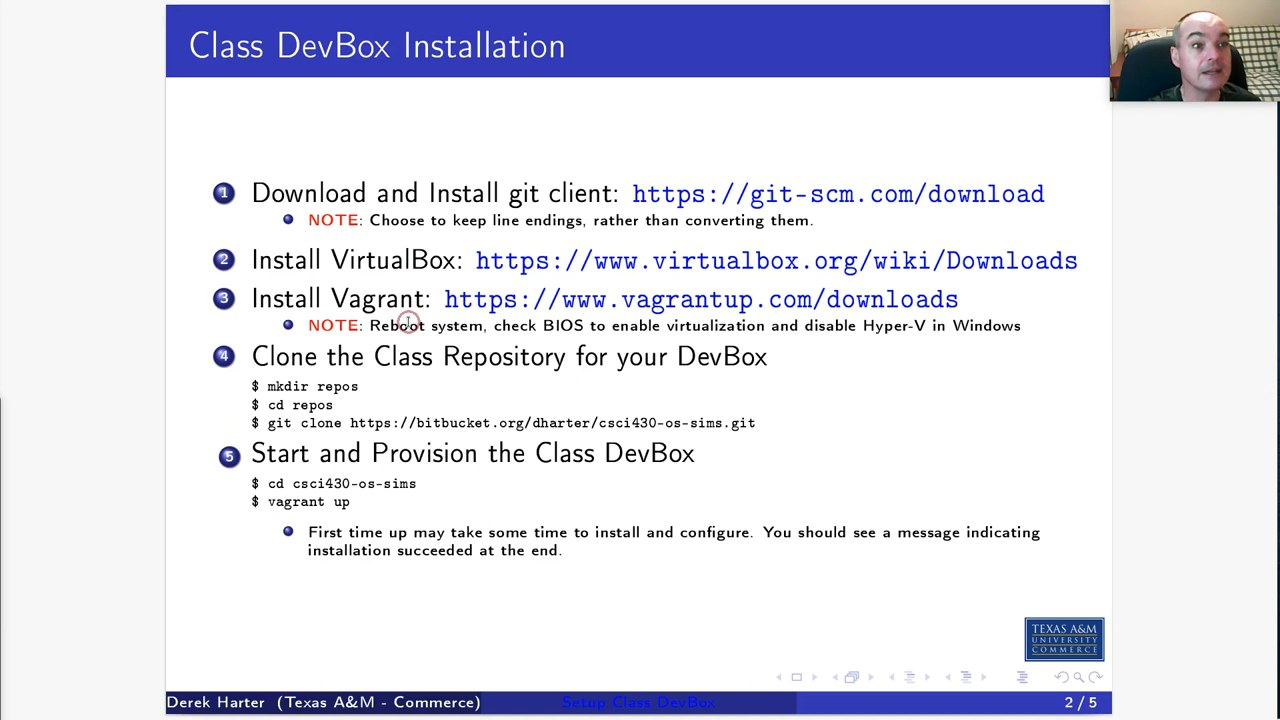 Class DevBox Installation
1 Download and Install git client: https://git-scm.com/download
NOTE: Choose to keep line endings, rather than converting them.
2 Install VirtualBox: https://www.virtualbox.org/wiki/Downloads
3 Install Vagrant: https://www.vagrantup.com/downloads
NOTE: Reboot system, check BIOS to enable virtualization and disable Hyper-V in Windows
4 Clone the Class Repository for your DevBox
$ mkdir repos
$ cd repos
$ git clone https://bitbucket.org/dharter/csci430-os-sims.git
5 Start and Provision the Class DevBox
$ cd csci430-os-sims
$ vagrant up
First time up may take some time to install and configure. You should see a message indicating
installation succeeded at the end.
TEXAS A&M
UNIVERSITY
COMMERCE
Derek Harter (Texas A&M - Commerce) Setup Class DevBox 2 / 5